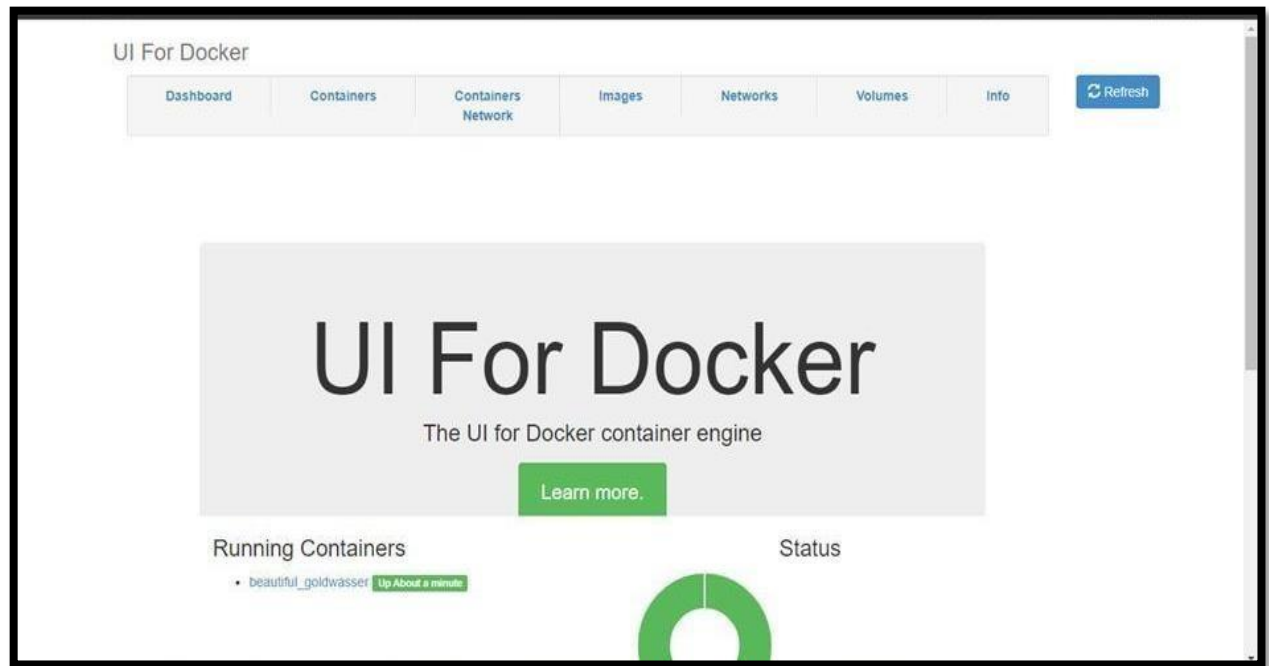 UI For Docker
Dashboard
Containers
Containers
Network
Images
Networks
Volumes
Info
Refresh
UI For Docker
The UI for Docker container engine
Learn more.
Running Containers
Status
beautiful_goldwasser Up About a minute